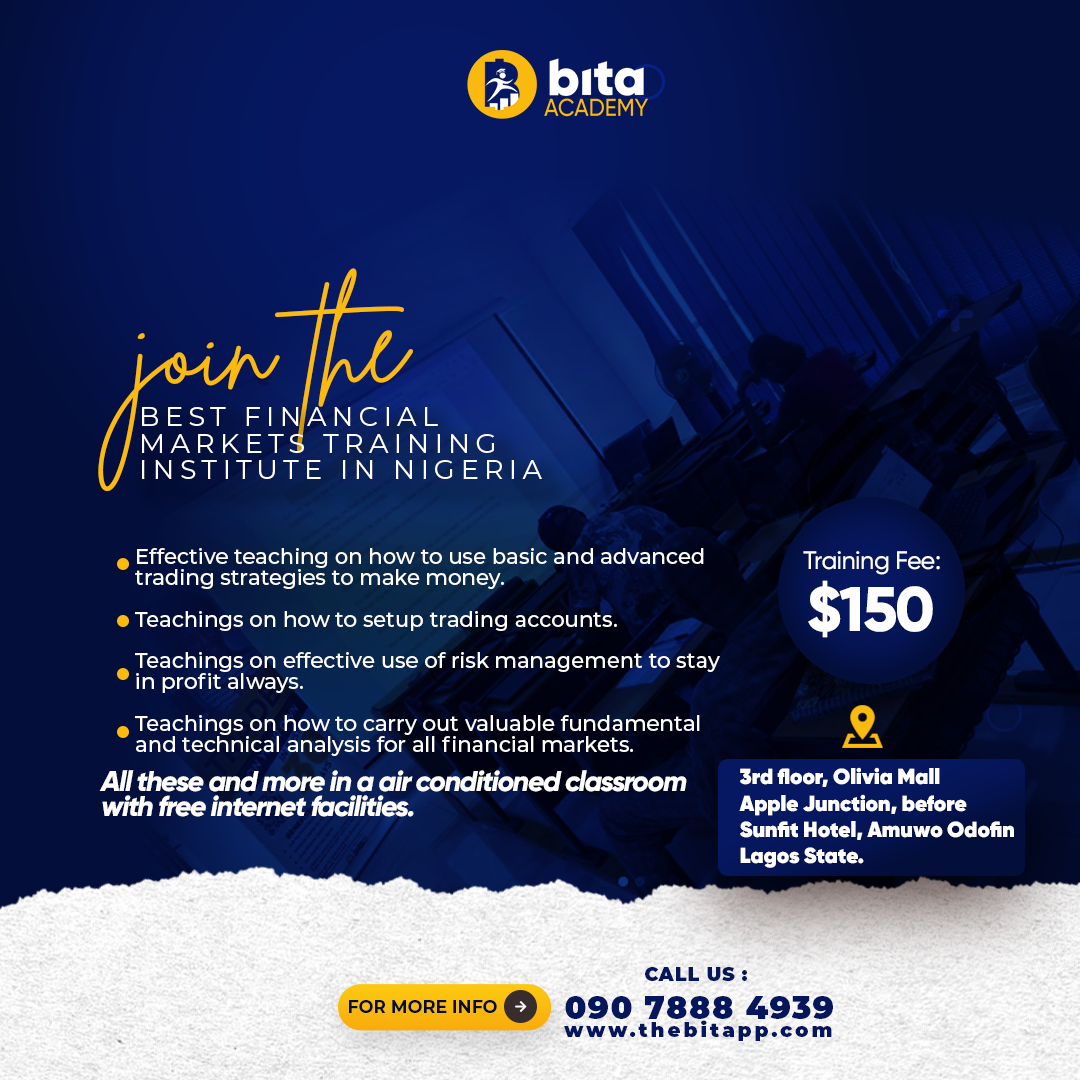 bıta
ACADEMY
join the
BEST FINANCIAL
MARKETS TRAINING
INSTITUTE IN NIGERIA
Effective teaching on how to use basic and advanced
trading strategies to make money.
Teachings on how to setup trading accounts.
Teachings on effective use of risk management to stay
in profit always.
Teachings on how to carry out valuable fundamental
and technical analysis for all financial markets.
All these and more in a air conditioned classroom
with free internet facilities.
Training Fee:
$150
3rd floor, Olivia Mall
Apple Junction, before
Sunfit Hotel, Amuwo Odofin
Lagos State.
FOR MORE INFO
CALL US :
090 7888 4939
www.thebitapp.com